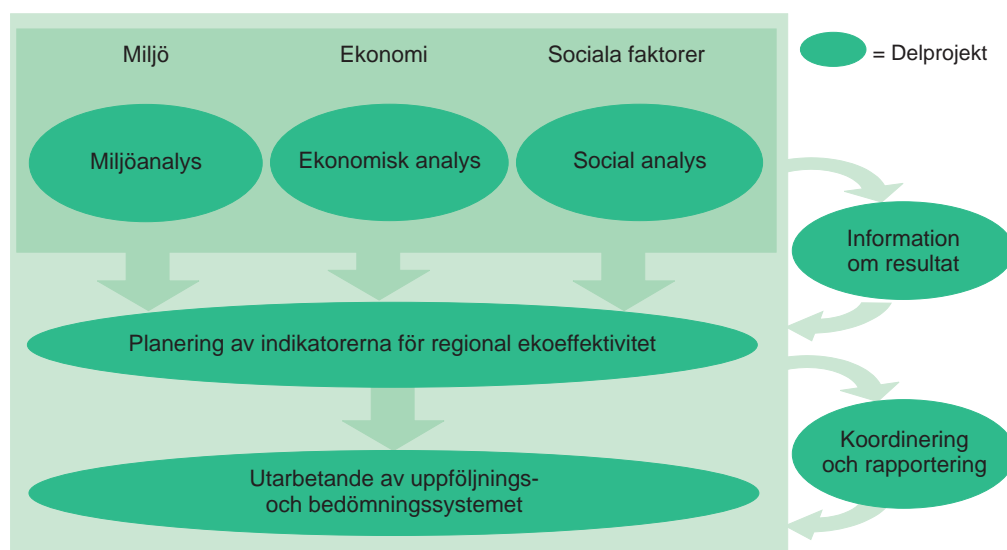 Miljö
Ekonomi
Sociala faktorer
= Delprojekt
Miljöanalys
Ekonomisk analys
Social analys
Information
om resultat
Planering av indikatorerna för regional ekoeffektivitet
Koordinering
och rapportering
Utarbetande av uppföljnings-
och bedömningssystemet